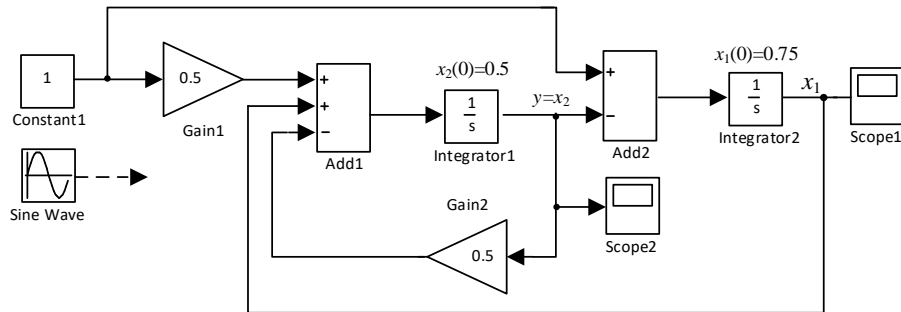 Add2
x₁(0)=0.75
1
0.5
+
+
−
x₂(0)=0.5
1
s
y=x₂
+
−
1
s
x₁
Constant1
Gain1
Add1
Integrator1
Integrator2
Scope1
Sine Wave
Gain2
0.5
Scope2